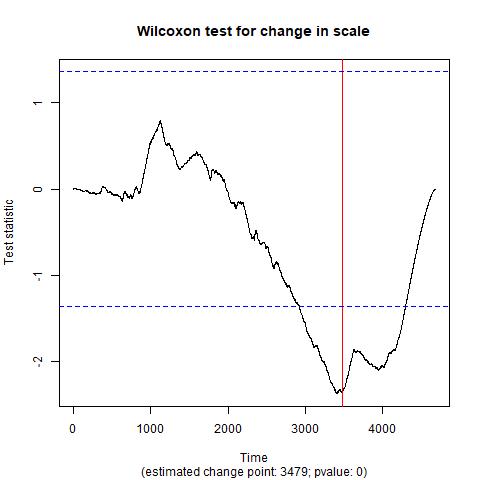 Wilcoxon test for change in scale
Test statistic
1
0
-1
-2
0 1000 2000 3000 4000
Time
(estimated change point: 3479; pvalue: 0)